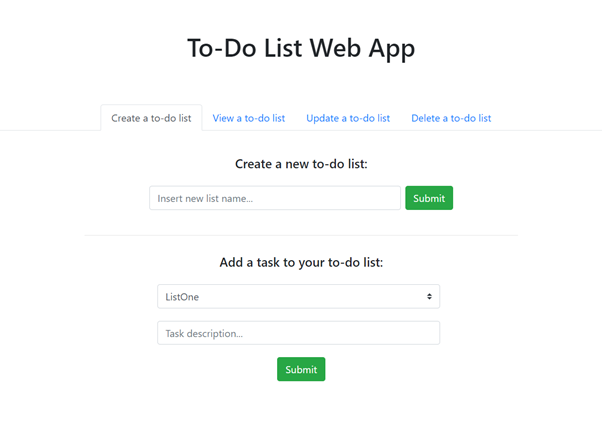 To-Do List Web App
Create a to-do list View a to-do list Update a to-do list Delete a to-do list
Create a new to-do list:
Insert new list name... Submit
Add a task to your to-do list:
ListOne
Task description...
Submit